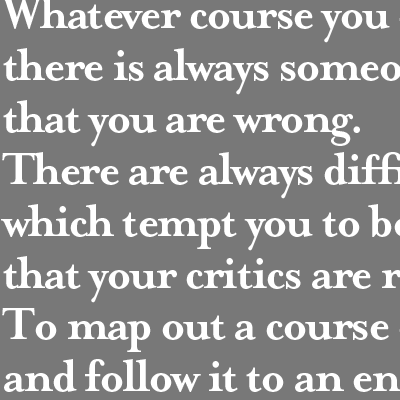 Whatever course you
there is always someo
that you are wrong.
There are always diffi
which tempt you to be
that your critics are r
To map out a course
and follow it to an en